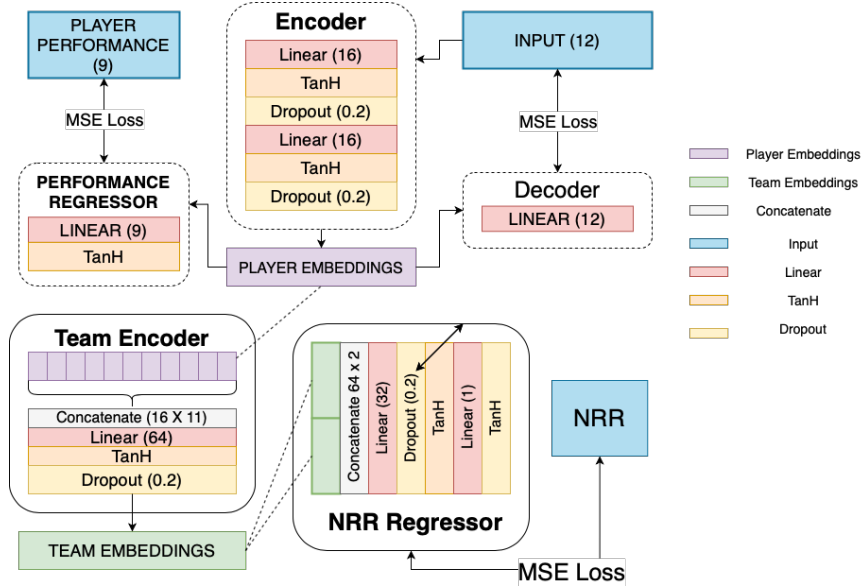 PLAYER
PERFORMANCE
(9)
MSE Loss
PERFORMANCE
REGRESSOR
LINEAR (9)
TanH
Encoder
Linear (16)
TanH
Dropout (0.2)
Linear (16)
TanH
Dropout (0.2)
PLAYER EMBEDDINGS
INPUT (12)
MSE Loss
Decoder
LINEAR (12)
Player Embeddings
Team Embeddings
Concatenate
Input
Linear
TanH
Dropout
Team Encoder
Concatenate (16 X 11)
Linear (64)
TanH
Dropout (0.2)
TEAM EMBEDDINGS
Concatenate 64 x 2
Linear (32)
Dropout (0.2)
TanH
Linear (1)
TanH
NRR Regressor
NRR
MSE Loss